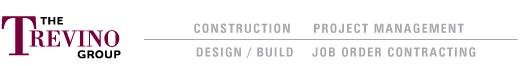 THE
TREVINO
GROUP
CONSTRUCTION PROJECT MANAGEMENT
DESIGN / BUILD JOB ORDER CONTRACTING